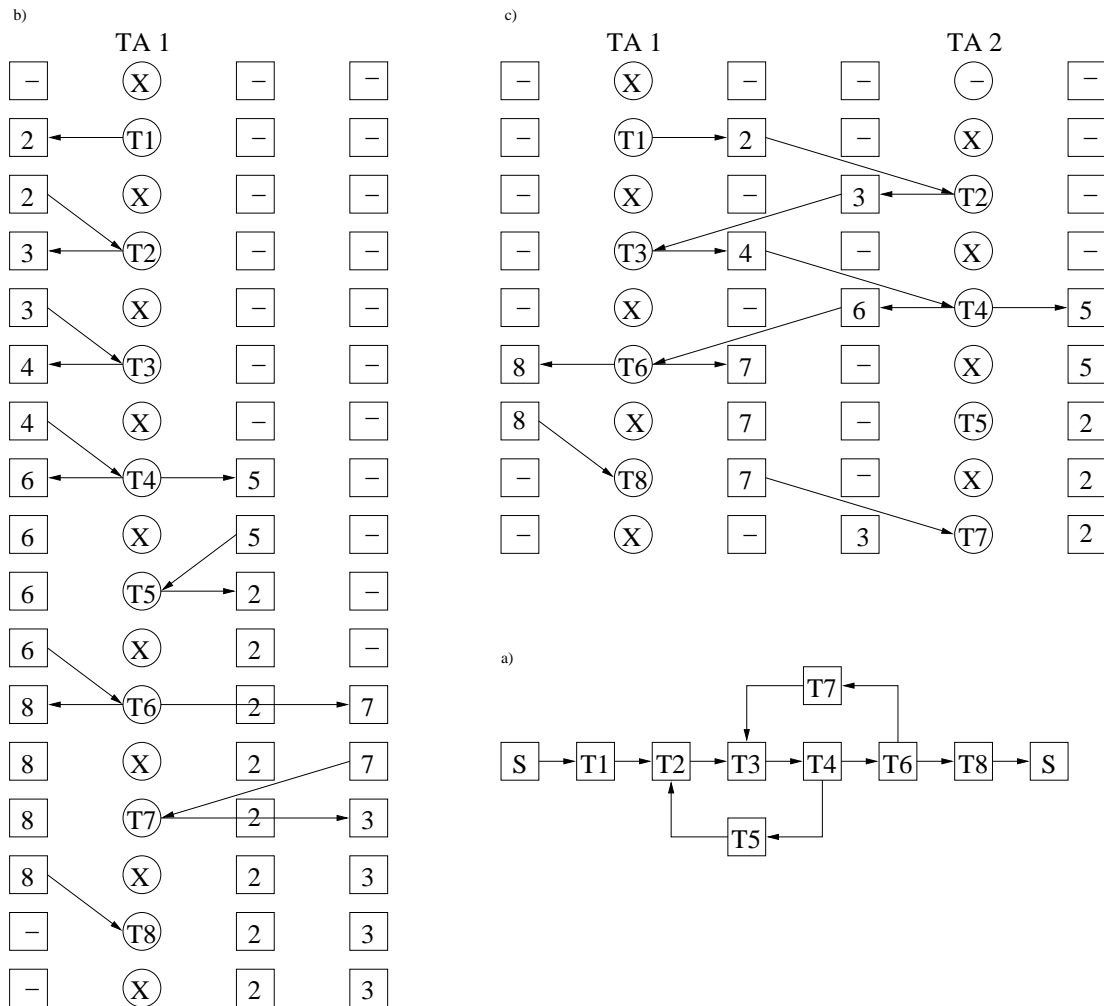 b)
TA 1
– X – –
2 T1 – –
2 X – –
3 T2 – –
3 X – –
4 T3 – –
4 X – –
6 T4 5 –
6 X 5 –
6 T5 2 –
6 X 2 –
8 T6 2 7
8 X 2 7
8 T7 2 3
8 X 2 3
– T8 2 3
– X 2 3
c)
TA 1 TA 2
– X – – – –
– T1 2 – X –
– X – 3 T2 –
– T3 4 – X –
– X – 6 T4 5
8 T6 7 – X 5
8 X 7 – T5 2
– T8 7 – X 2
– X – 3 T7 2
a)
T7
S T1 T2 T3 T4 T6 T8 S
T5